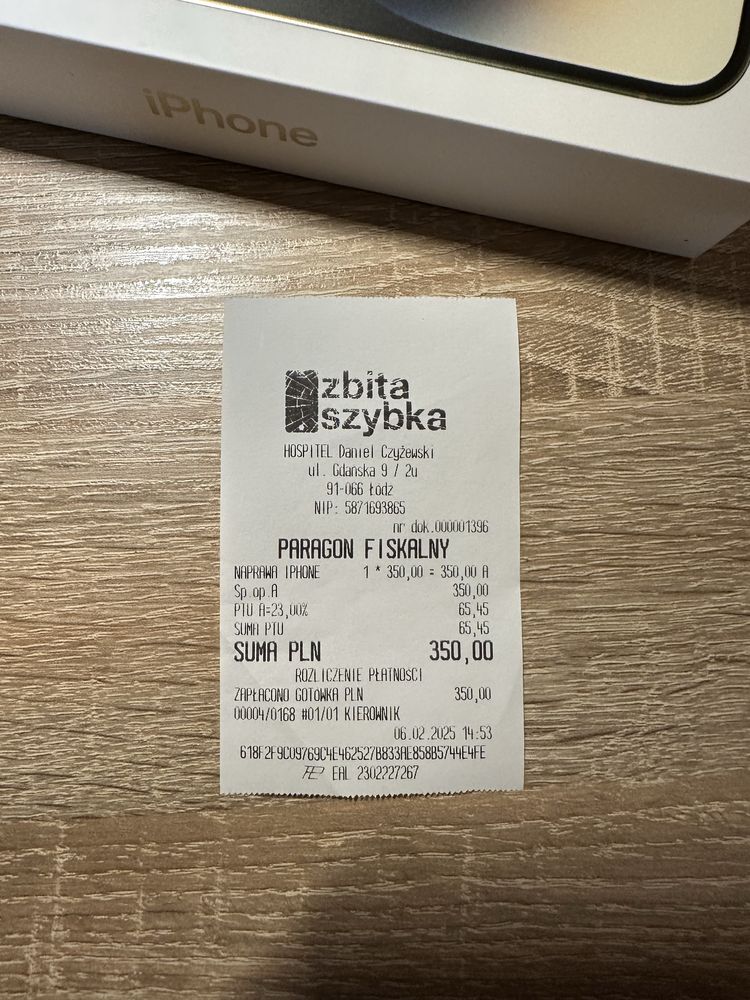 iPhone
zbita
szybka
HOSPITEL Daniel Czyżewski
ul. Gdańska 9 / 2u
91-066 Łódź
NIP: 5871693865
nr dok.000001396
PARAGON FISKALNY
NAPRAWA IPHONE 1 * 350,00 = 350,00 A
Sp.op.A 350,00
PTU A=23,00% 65,45
SUMA PTU 65,45
SUMA PLN 350,00
ROZLICZENIE PŁATNOŚCI
ZAPŁACONO GOTÓWKA PLN 350,00
00004/0168 #01/01 KIEROWNIK
06.02.2025 14:53
618F2F9C09769C4E462527B833AE858B5744E4FE
EAL 2302227267